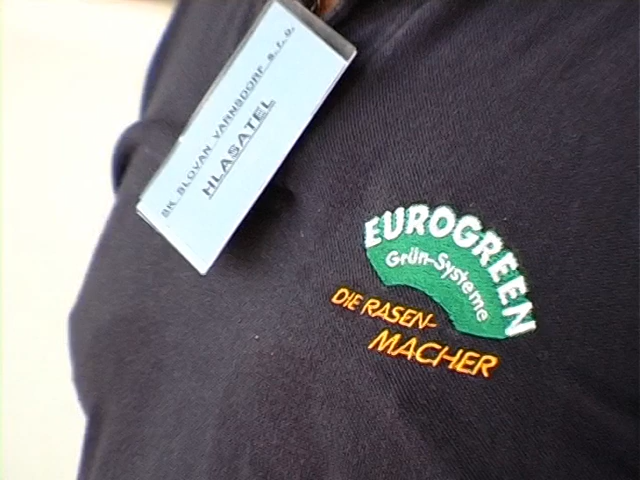 SK SLOVAN VARNSDORF s.r.o.
HLASATEL
EUROGREEN
Grün-Systeme
DIE RASEN-
MACHER